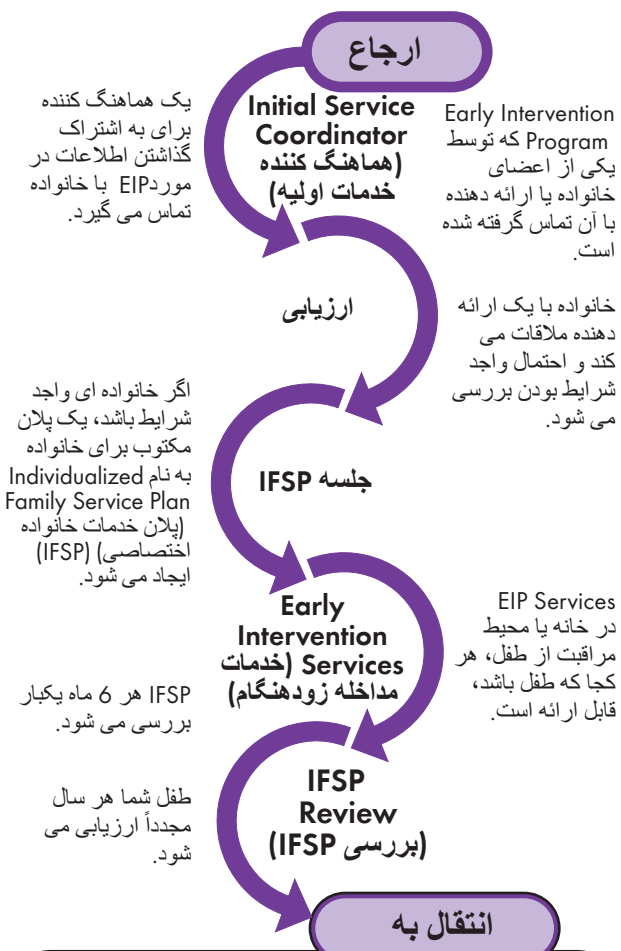 ارجاع
Early Intervention
Program که توسط
یکی از اعضای
خانواده یا ارائه دهنده
با آن تماس گرفته شده
است.
Initial Service
Coordinator
(هماهنگ کننده
خدمات اولیه)
یک هماهنگ کننده
برای به اشتراک
گذاشتن اطلاعات در
موردEIP با خانواده
تماس می گیرد.
ارزیابی
خانواده با یک ارائه
دهنده ملاقات می
کند و احتمال واجد
شرایط بودن بررسی
می شود.
جلسه IFSP
اگر خانواده ای واجد
شرایط باشد، یک پلان
مکتوب برای خانواده
به نام Individualized
Family Service Plan
(پلان خدمات خانواده
اختصاصی) (IFSP)
ایجاد می شود.
Early
Intervention
Services (خدمات
مداخله زودهنگام)
EIP Services
در خانه یا محیط
مراقبت از طفل، هر
کجا که طفل باشد،
قابل ارائه است.
IFSP هر 6 ماه یکبار
بررسی می شود.
IFSP
Review
(بررسی IFSP)
طفل شما هر سال
مجدداً ارزیابی می
شود.
انتقال به